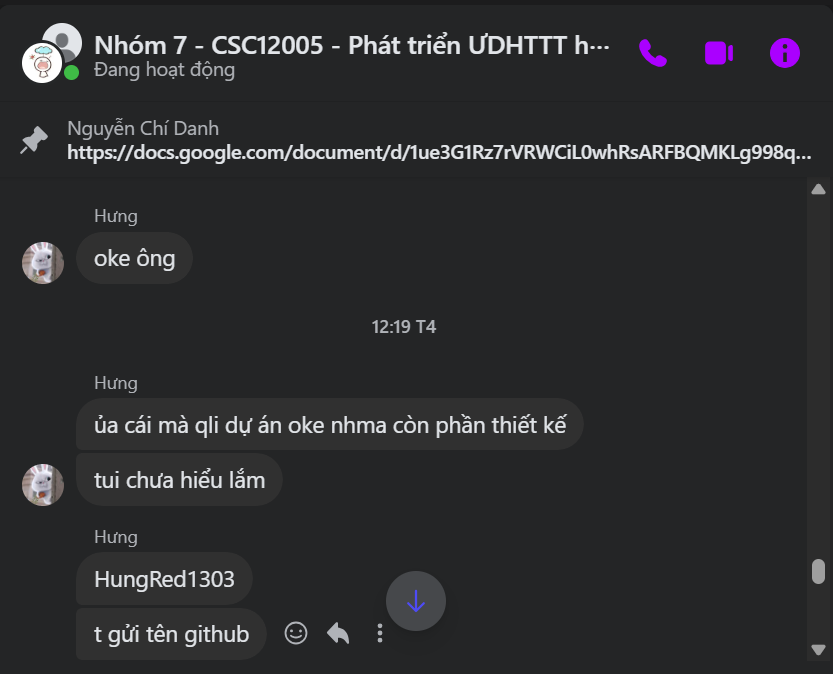 Nhóm 7 - CSC12005 - Phát triển ƯDHTTT h...
Đang hoạt động
Nguyễn Chí Danh
https://docs.google.com/document/d/1ue3G1Rz7rVRWCiL0whRsARFBQMKLg998q...
Hưng
oke ông
12:19 T4
Hưng
ủa cái mà qli dự án oke nhma còn phần thiết kế
tui chưa hiểu lắm
Hưng
HungRed1303
t gửi tên github